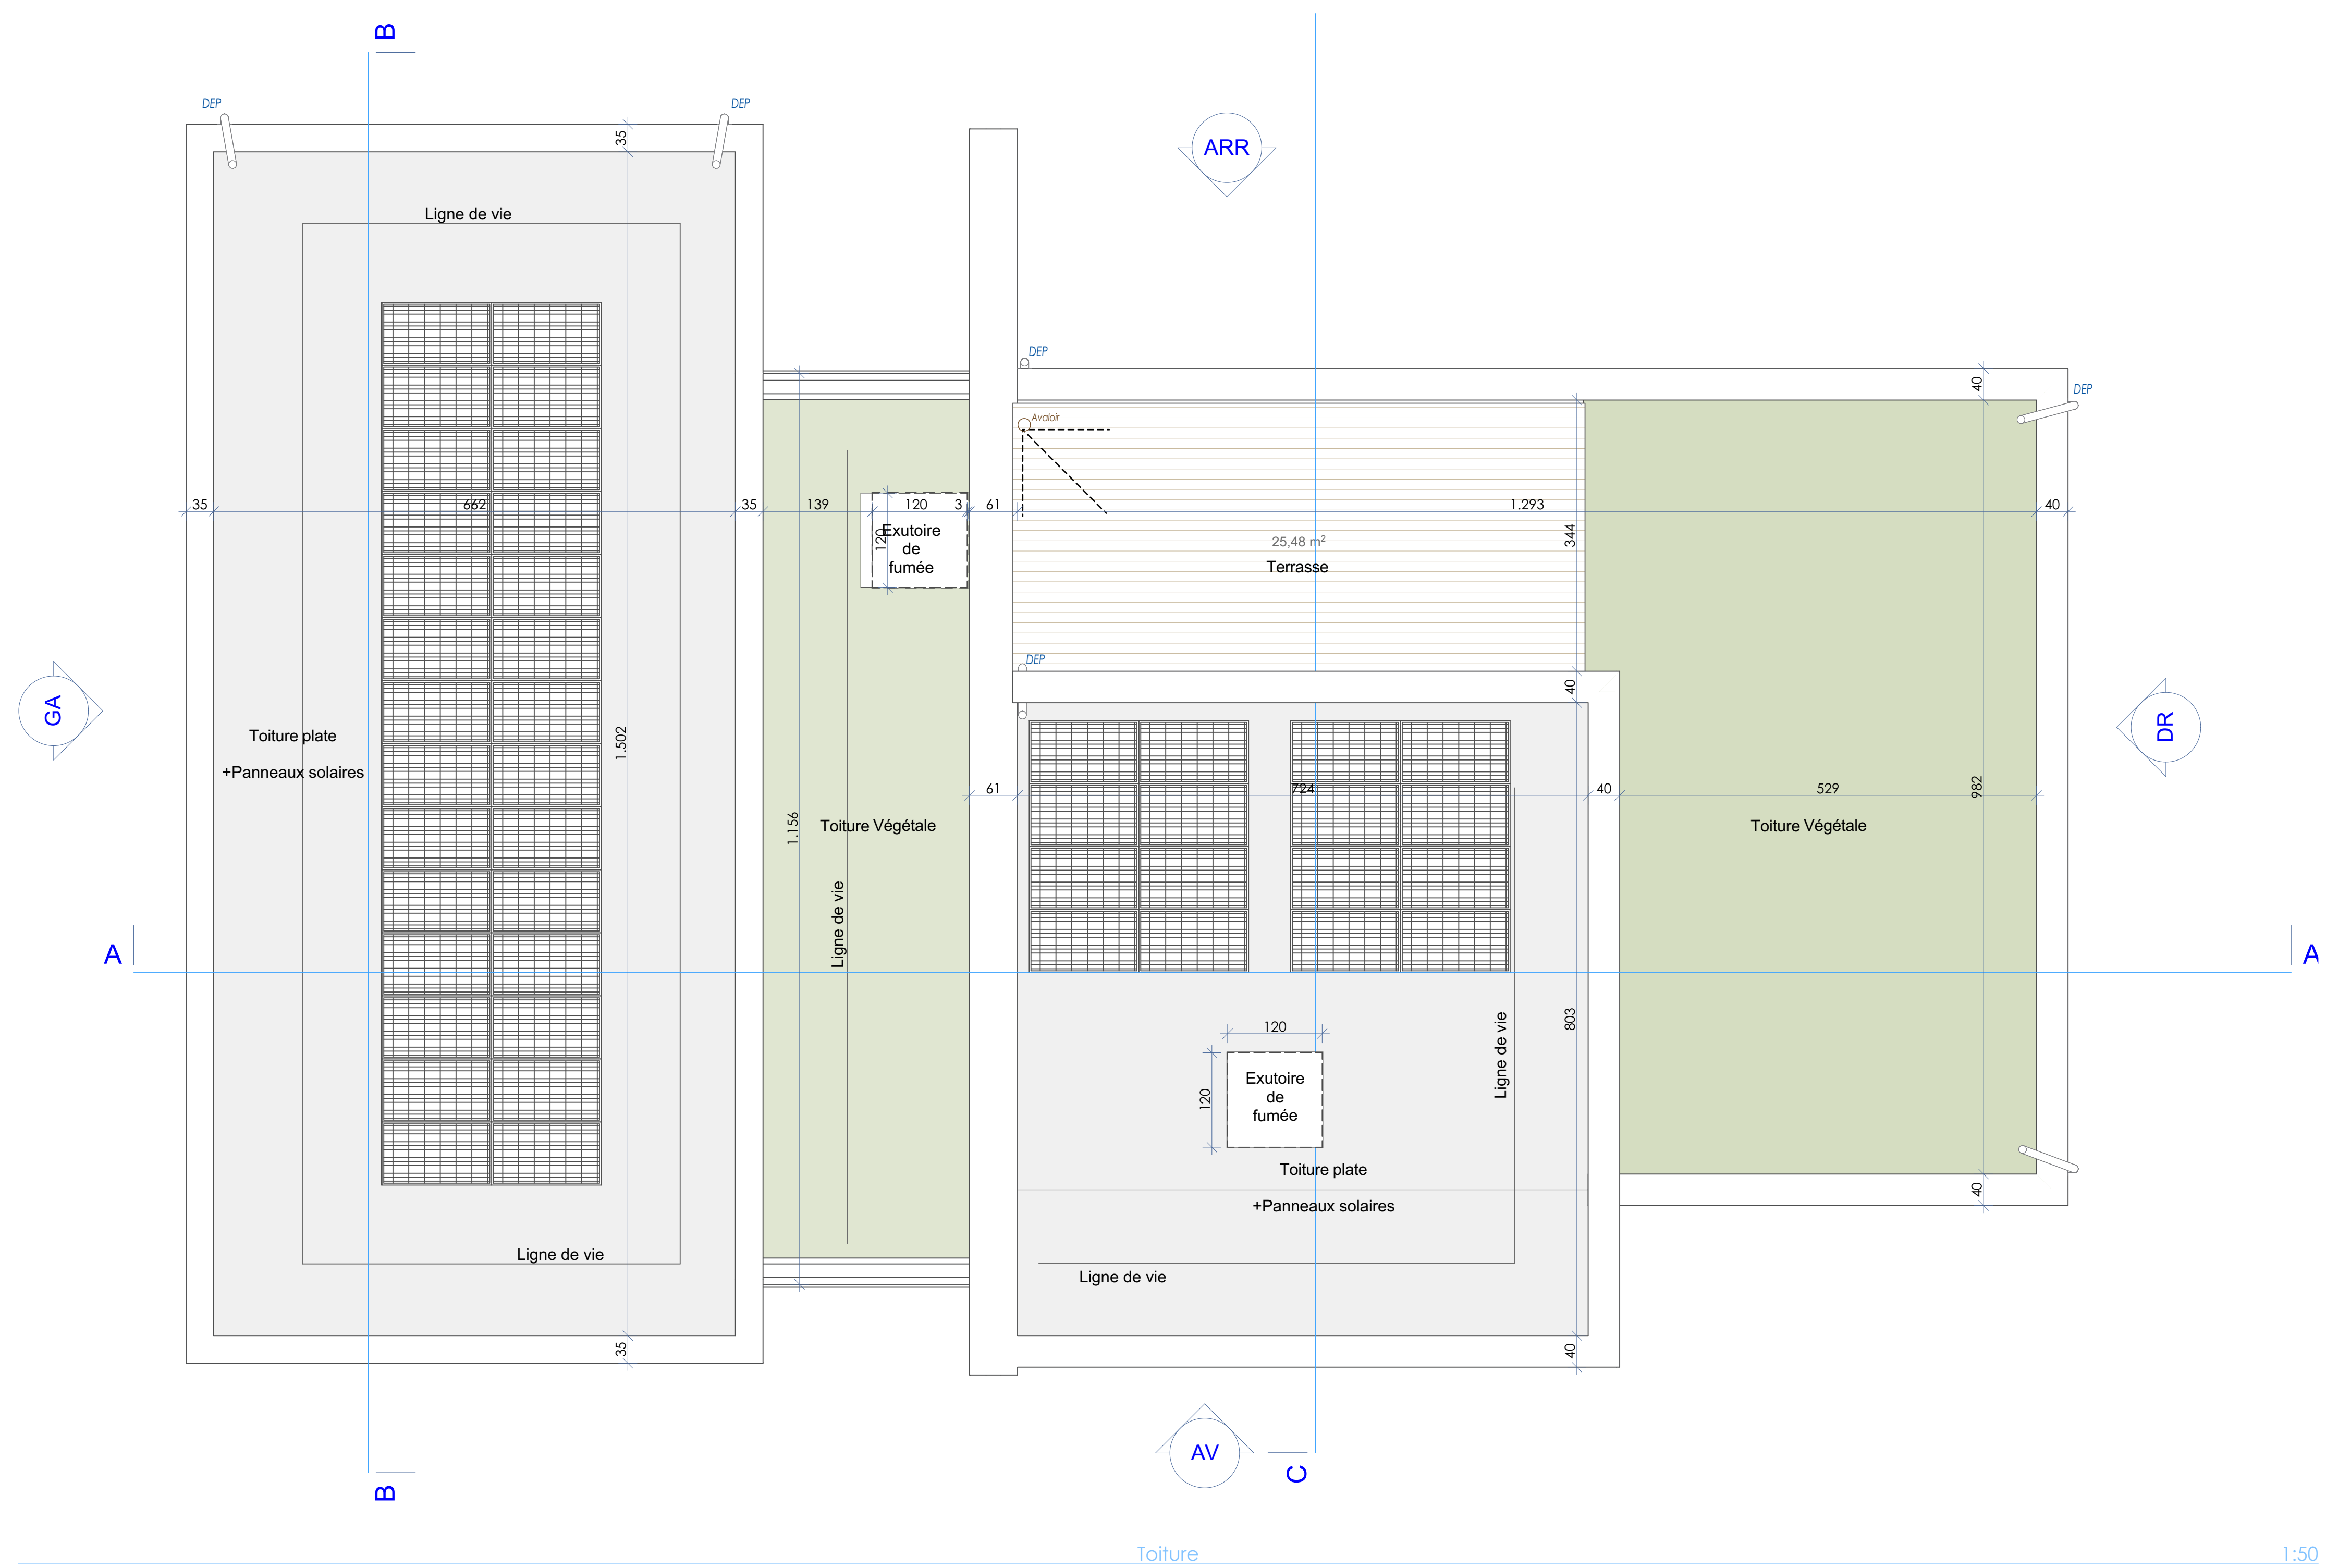 B
DEP
DEP
35
ARR
Ligne de vie
DEP
40
DEP
Avaloir
35
662
35
139
120
3
61
1.293
40
120
Exutoire
de
fumée
344
25,48 m²
Terrasse
DEP
40
GA
DR
Toiture plate
+Panneaux solaires
1.502
61
724
40
529
982
1.156
Toiture Végétale
Toiture Végétale
Ligne de vie
A
A
120
803
Ligne de vie
120
Exutoire
de
fumée
Toiture plate
+Panneaux solaires
40
Ligne de vie
Ligne de vie
35
40
AV
C
B
Toiture
1:50